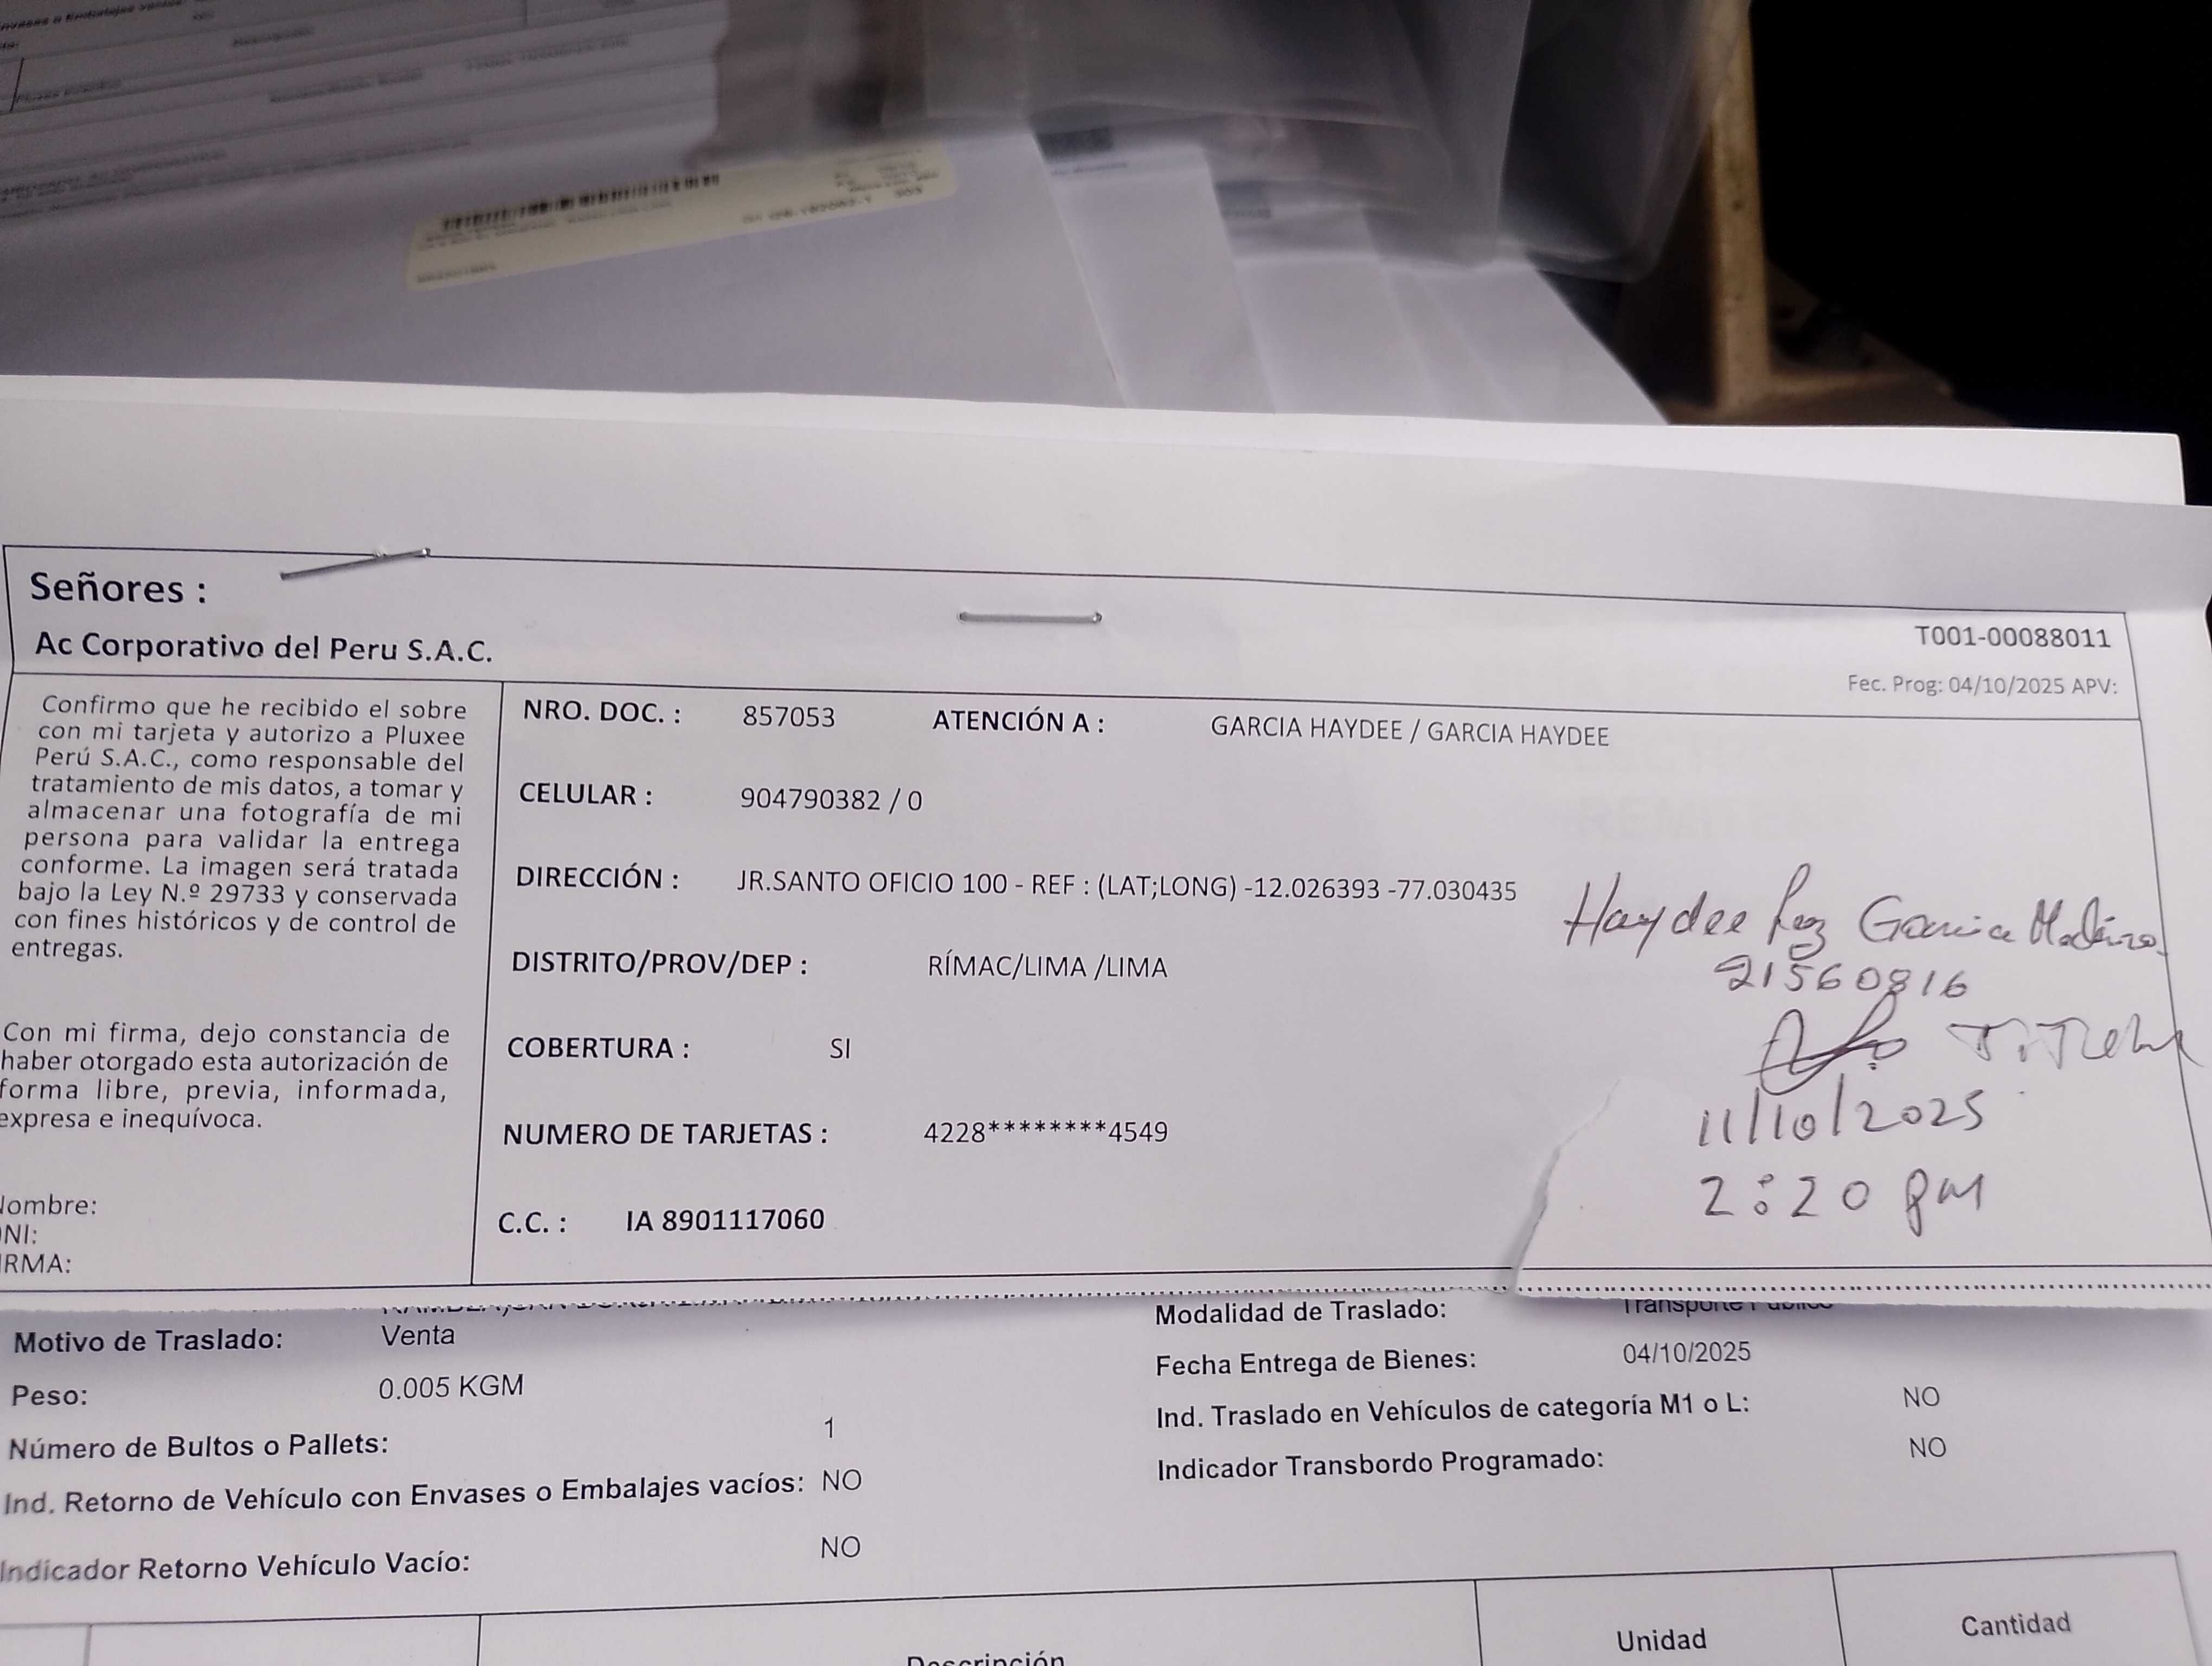 Señores :
Ac Corporativo del Peru S.A.C.
T001-00088011
Fec. Prog: 04/10/2025 APV:
Confirmo que he recibido el sobre
con mi tarjeta y autorizo a Pluxee
Perú S.A.C., como responsable del
tratamiento de mis datos, a tomar y
almacenar una fotografía de mi
persona para validar la entrega
conforme. La imagen será tratada
bajo la Ley N.º 29733 y conservada
con fines históricos y de control de
entregas.
Con mi firma, dejo constancia de
haber otorgado esta autorización de
forma libre, previa, informada,
expresa e inequívoca.
ombre:
NI:
RMA:
NRO. DOC. : 857053 ATENCIÓN A : GARCIA HAYDEE / GARCIA HAYDEE
CELULAR : 904790382 / 0
DIRECCIÓN : JR.SANTO OFICIO 100 - REF : (LAT;LONG) -12.026393 -77.030435
DISTRITO/PROV/DEP : RÍMAC/LIMA /LIMA
COBERTURA : SI
NUMERO DE TARJETAS : 4228********4549
C.C. : IA 8901117060
Haydee Luz Garcia
21560816
11/10/2025
2:20 pm
Motivo de Traslado: Venta
Peso: 0.005 KGM
Número de Bultos o Pallets: 1
Ind. Retorno de Vehículo con Envases o Embalajes vacíos: NO
Indicador Retorno Vehículo Vacío: NO
Modalidad de Traslado: Transporte Publico
Fecha Entrega de Bienes: 04/10/2025
Ind. Traslado en Vehículos de categoría M1 o L: NO
Indicador Transbordo Programado: NO
Descripción Unidad Cantidad